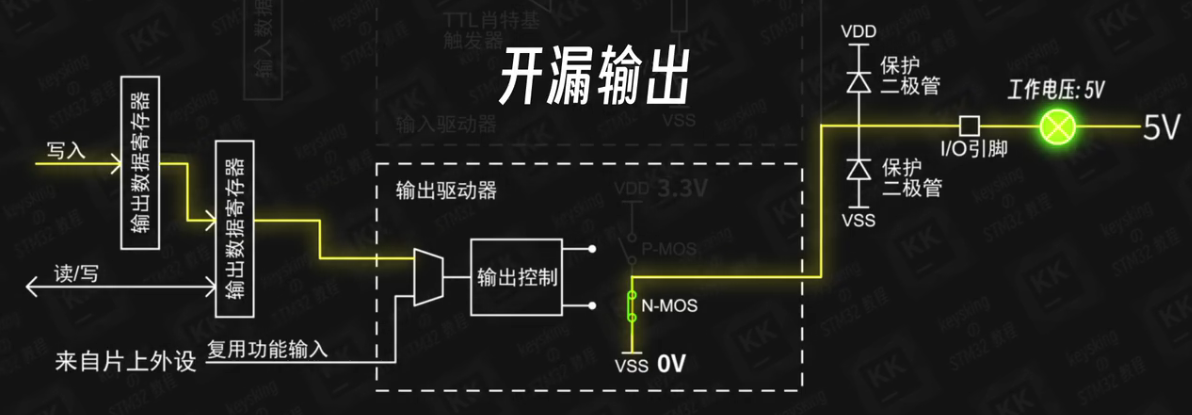 开漏输出
TTL肖特基
触发器
输入数据
输入驱动器
VSS
写入
输出数据寄存器
输出数据寄存器
读/写
来自片上外设
复用功能输入
输出驱动器
输出控制
VDD 3.3V
P-MOS
N-MOS
VSS 0V
VDD
保护
二极管
保护
二极管
VSS
I/O引脚
工作电压: 5V
5V